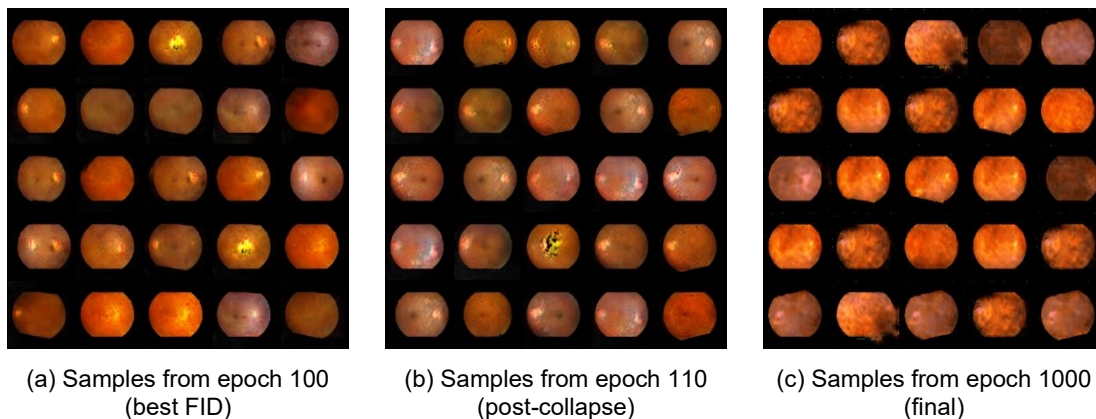 (a) Samples from epoch 100
(best FID)
(b) Samples from epoch 110
(post-collapse)
(c) Samples from epoch 1000
(final)